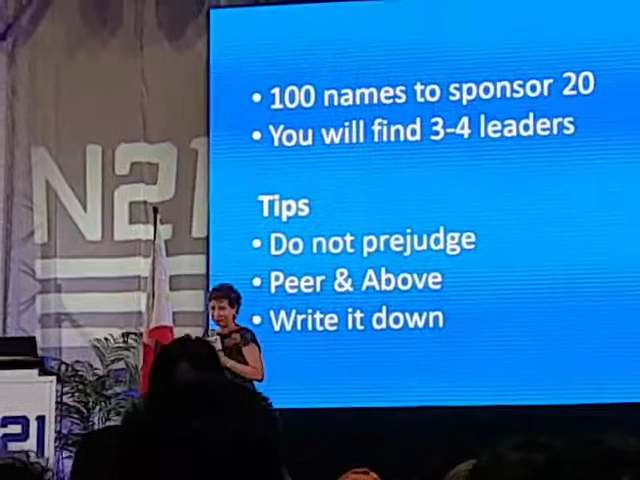 • 100 names to sponsor 20
• You will find 3-4 leaders
Tips
• Do not prejudge
• Peer & Above
• Write it down
N21
21